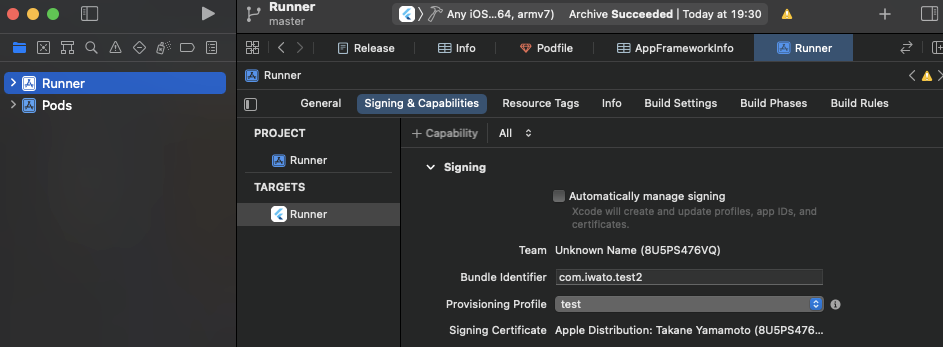 Runner
master
Any iOS...64, armv7)
Archive Succeeded | Today at 19:30
Release
Info
Podfile
AppFrameworkInfo
Runner
Runner
Pods
Runner
General
Signing & Capabilities
Resource Tags
Info
Build Settings
Build Phases
Build Rules
PROJECT
Runner
TARGETS
Runner
+ Capability
All
Signing
Automatically manage signing
Xcode will create and update profiles, app IDs, and
certificates.
Team Unknown Name (8U5PS476VQ)
Bundle Identifier com.iwato.test2
Provisioning Profile test
Signing Certificate Apple Distribution: Takane Yamamoto (8U5PS476...